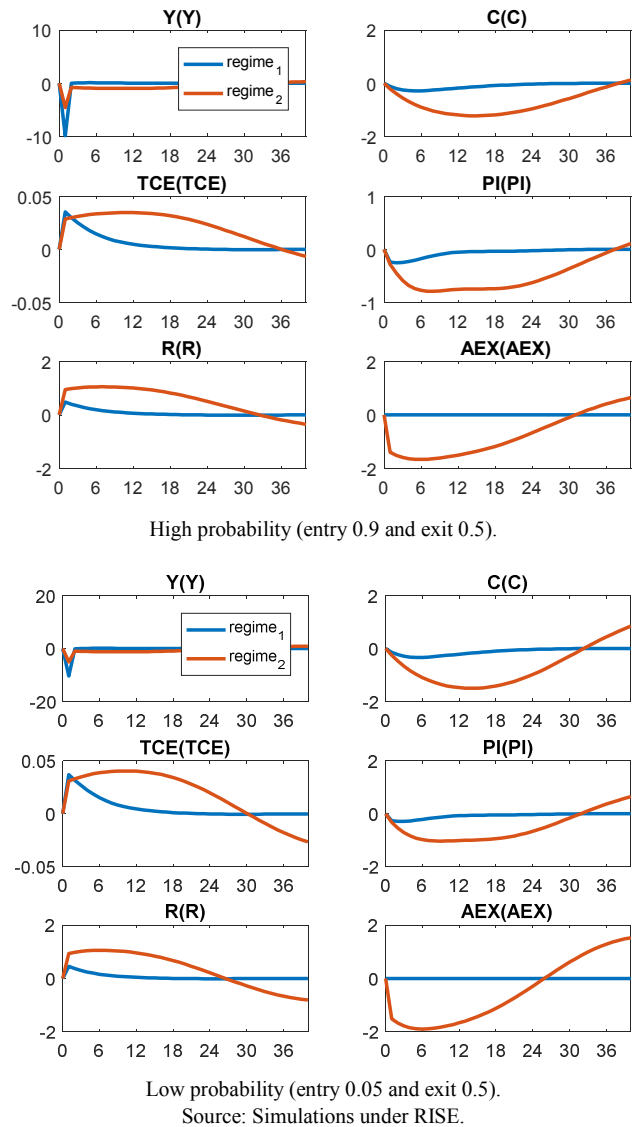 Y(Y)
10
0
-10
0 6 12 18 24 30 36
regime1
regime2
C(C)
2
0
-2
0 6 12 18 24 30 36
TCE(TCE)
0.05
0
-0.05
0 6 12 18 24 30 36
PI(PI)
1
0
-1
0 6 12 18 24 30 36
R(R)
2
0
-2
0 6 12 18 24 30 36
AEX(AEX)
2
0
-2
0 6 12 18 24 30 36
High probability (entry 0.9 and exit 0.5).
Y(Y)
20
0
-20
0 6 12 18 24 30 36
regime1
regime2
C(C)
2
0
-2
0 6 12 18 24 30 36
TCE(TCE)
0.05
0
-0.05
0 6 12 18 24 30 36
PI(PI)
2
0
-2
0 6 12 18 24 30 36
R(R)
2
0
-2
0 6 12 18 24 30 36
AEX(AEX)
2
0
-2
0 6 12 18 24 30 36
Low probability (entry 0.05 and exit 0.5).
Source: Simulations under RISE.